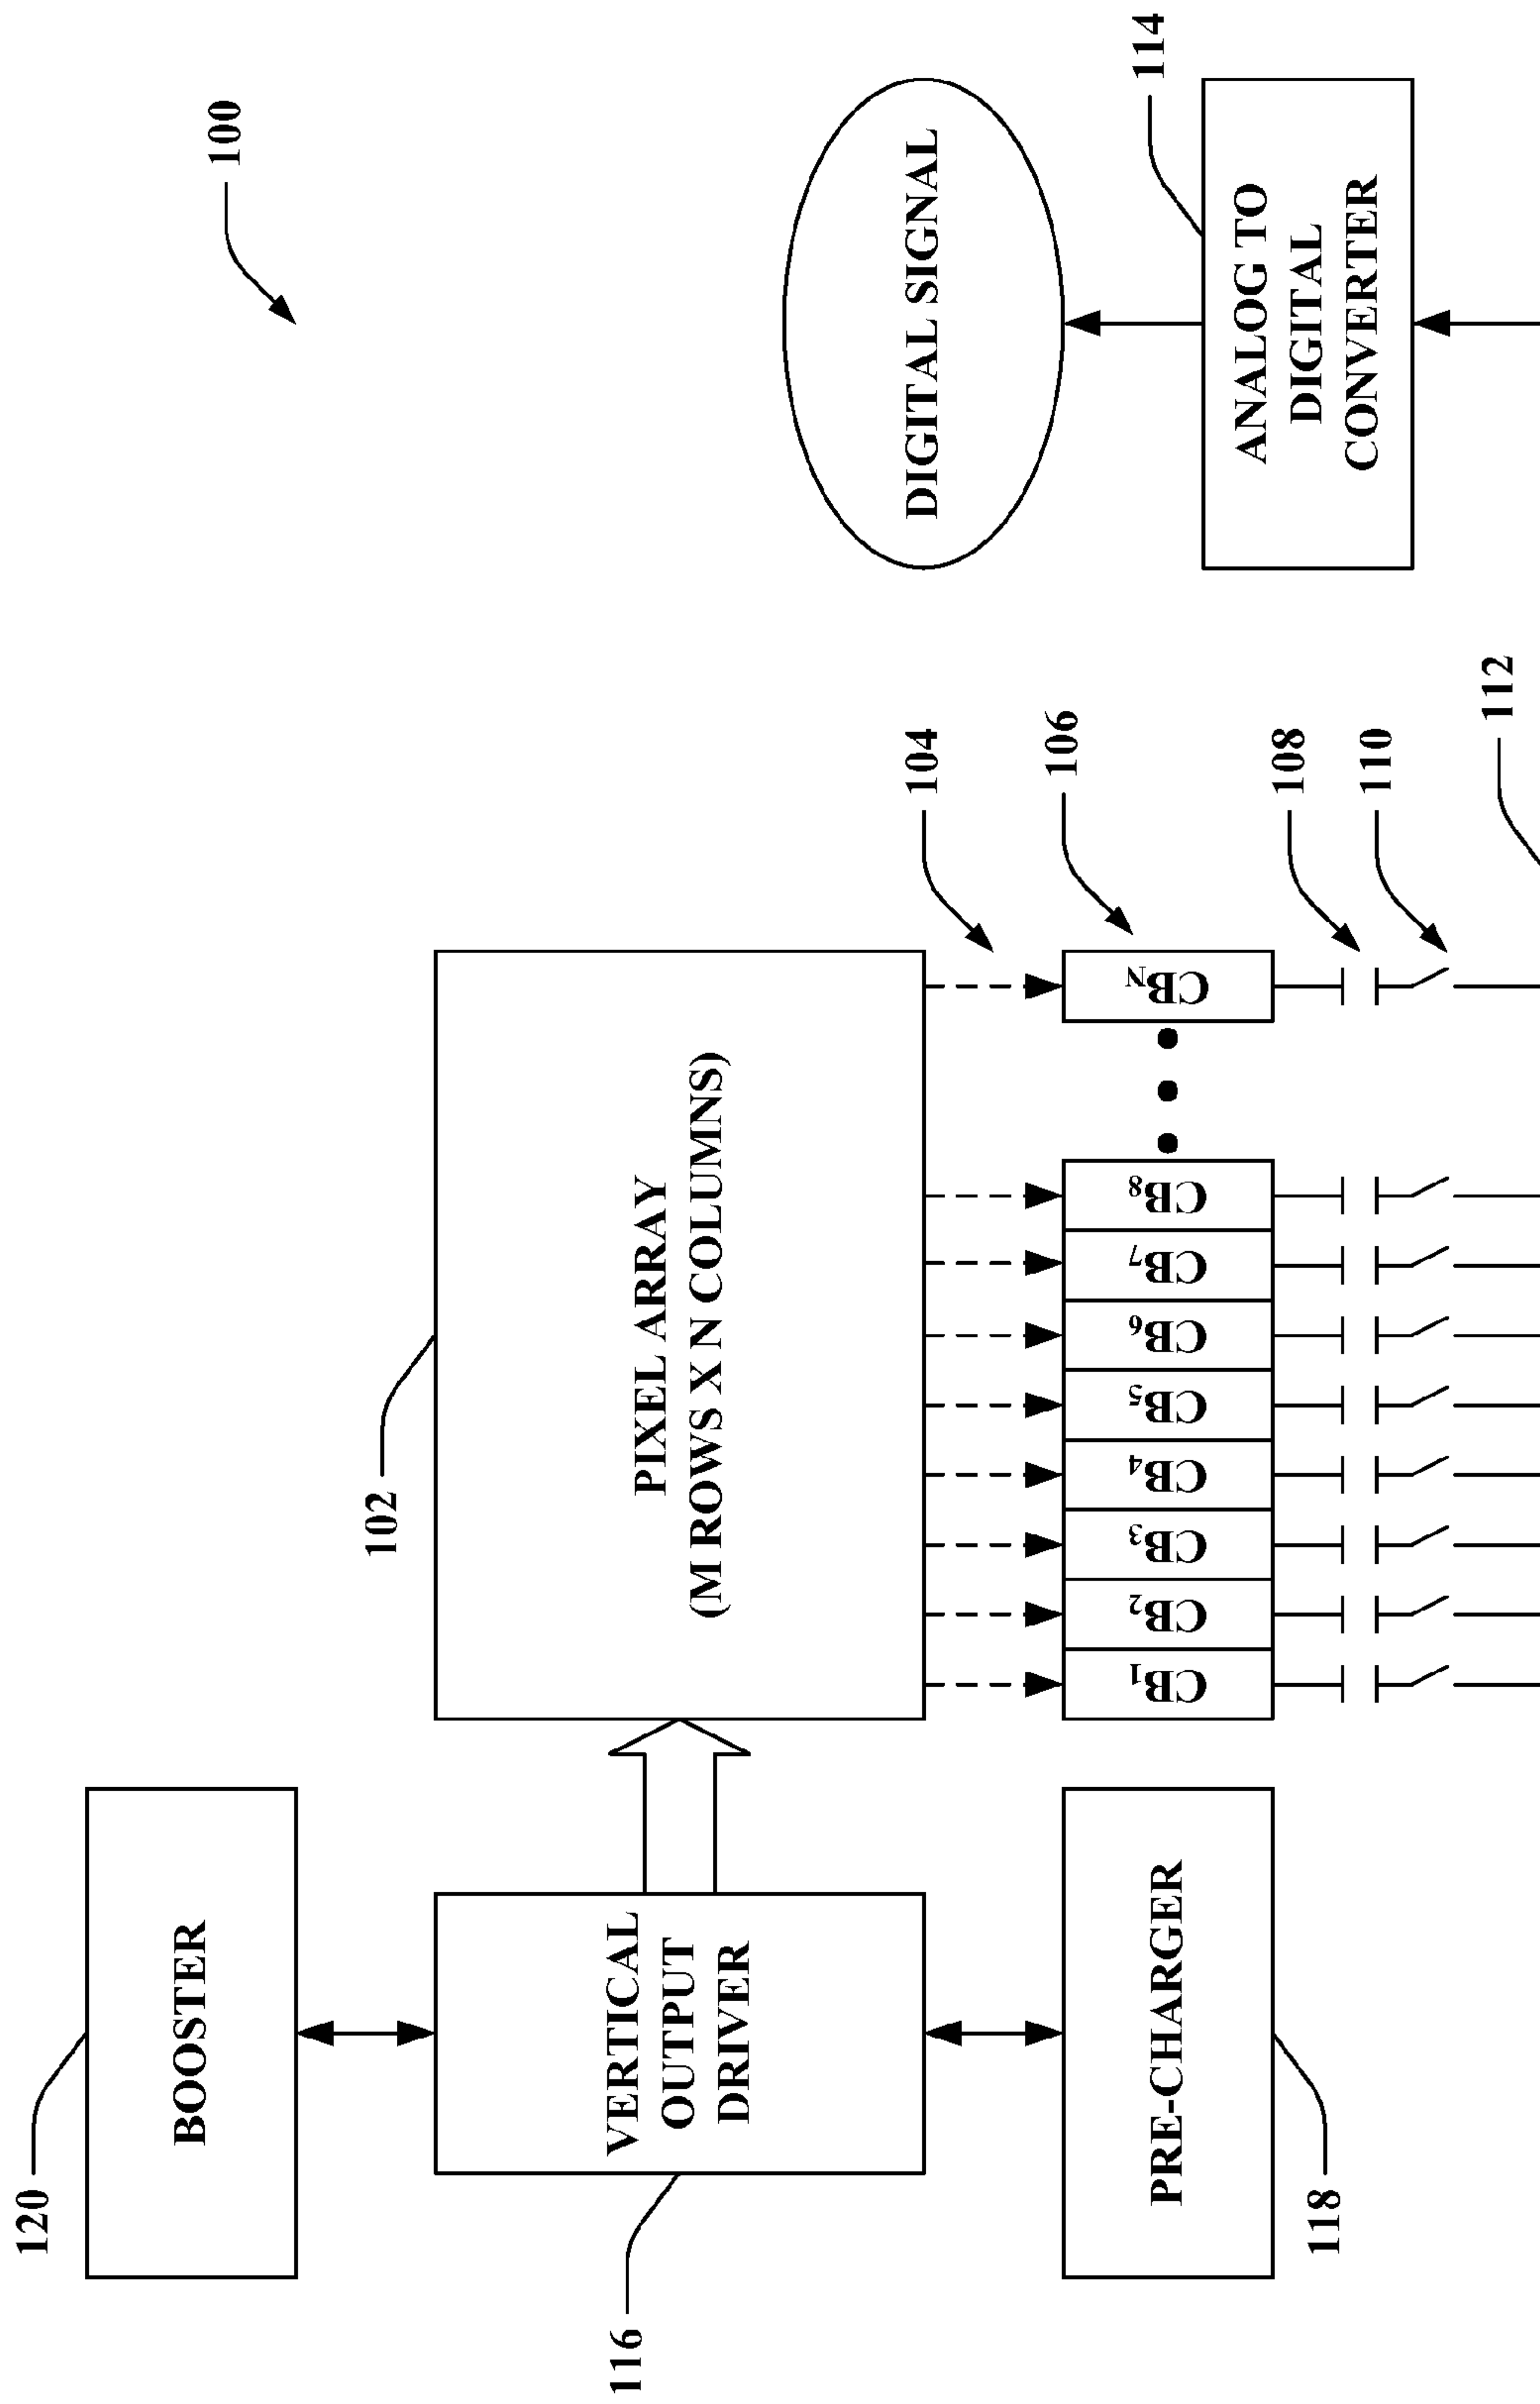 120
BOOSTER
100
102
116
VERTICAL
OUTPUT
DRIVER
PIXEL ARRAY
(M ROWS X N COLUMNS)
DIGITAL SIGNAL
104
106
114
PRE-CHARGER
118
CB1
CB2
CB3
CB4
CB5
CB6
CB7
CB8
CBN
ANALOG TO
DIGITAL
CONVERTER
108
110
112